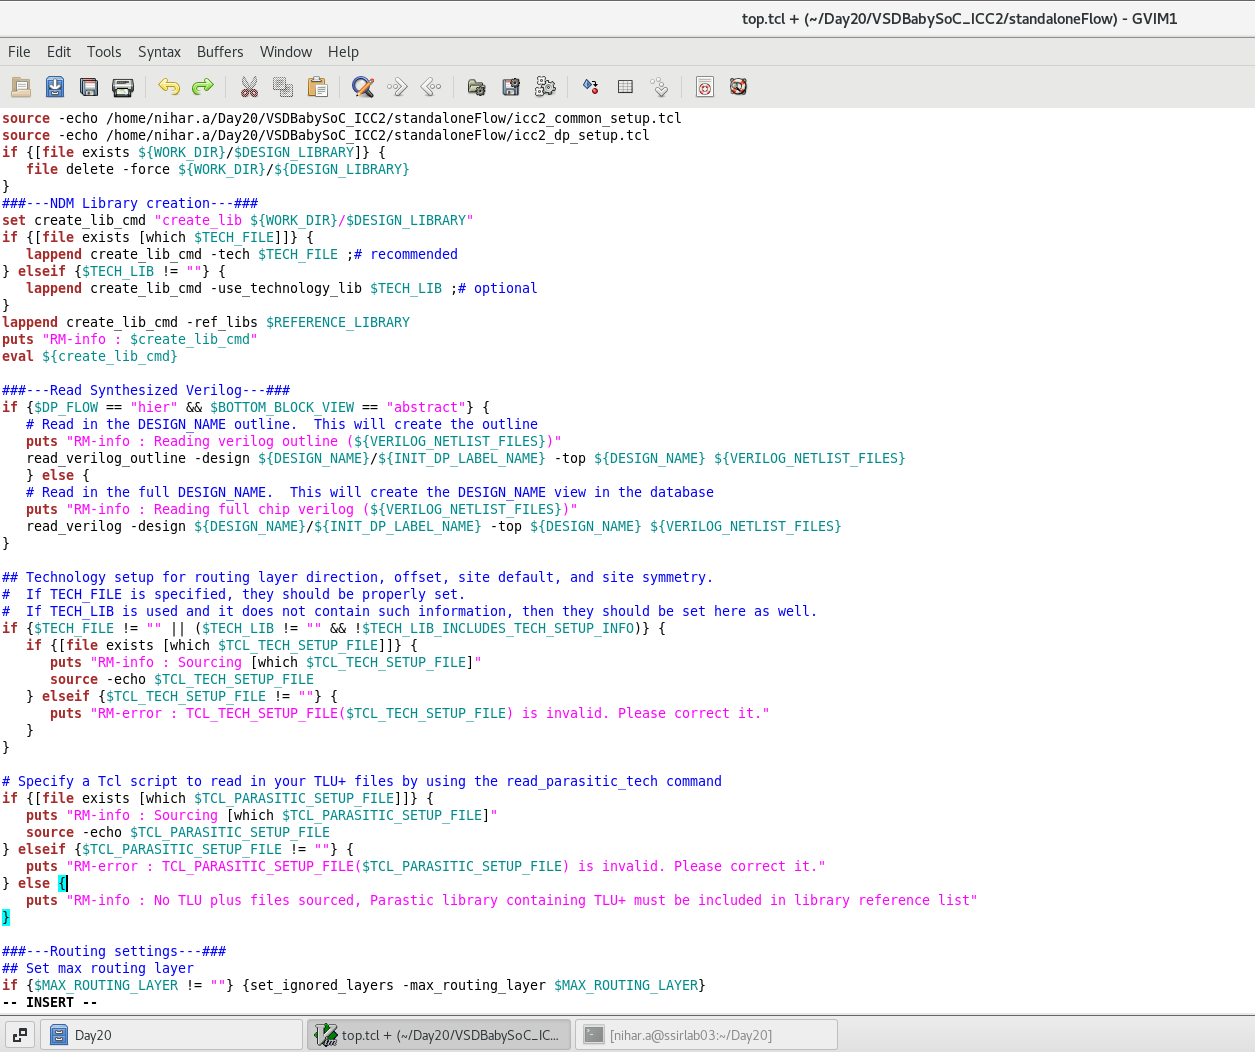 top.tcl + (~/Day20/VSDBabySoC_ICC2/standaloneFlow) - GVIM1
File Edit Tools Syntax Buffers Window Help
source -echo /home/nihar.a/Day20/VSDBabySoC_ICC2/standaloneFlow/icc2_common_setup.tcl
source -echo /home/nihar.a/Day20/VSDBabySoC_ICC2/standaloneFlow/icc2_dp_setup.tcl
if {[file exists ${WORK_DIR}/$DESIGN_LIBRARY]} {
   file delete -force ${WORK_DIR}/${DESIGN_LIBRARY}
}
###---NDM Library creation---###
set create_lib_cmd "create_lib ${WORK_DIR}/$DESIGN_LIBRARY"
if {[file exists [which $TECH_FILE]]} {
   lappend create_lib_cmd -tech $TECH_FILE ;# recommended
} elseif {$TECH_LIB != ""} {
   lappend create_lib_cmd -use_technology_lib $TECH_LIB ;# optional
}
lappend create_lib_cmd -ref_libs $REFERENCE_LIBRARY
puts "RM-info : $create_lib_cmd"
eval ${create_lib_cmd}
###---Read Synthesized Verilog---###
if {$DP_FLOW == "hier" && $BOTTOM_BLOCK_VIEW == "abstract"} {
   # Read in the DESIGN_NAME outline.  This will create the outline
   puts "RM-info : Reading verilog outline (${VERILOG_NETLIST_FILES})"
   read_verilog_outline -design ${DESIGN_NAME}/${INIT_DP_LABEL_NAME} -top ${DESIGN_NAME} ${VERILOG_NETLIST_FILES}
   } else {
   # Read in the full DESIGN_NAME.  This will create the DESIGN_NAME view in the database
   puts "RM-info : Reading full chip verilog (${VERILOG_NETLIST_FILES})"
   read_verilog -design ${DESIGN_NAME}/${INIT_DP_LABEL_NAME} -top ${DESIGN_NAME} ${VERILOG_NETLIST_FILES}
}
## Technology setup for routing layer direction, offset, site default, and site symmetry.
#  If TECH_FILE is specified, they should be properly set.
#  If TECH_LIB is used and it does not contain such information, then they should be set here as well.
if {$TECH_FILE != "" || ($TECH_LIB != "" && !$TECH_LIB_INCLUDES_TECH_SETUP_INFO)} {
   if {[file exists [which $TCL_TECH_SETUP_FILE]]} {
      puts "RM-info : Sourcing [which $TCL_TECH_SETUP_FILE]"
      source -echo $TCL_TECH_SETUP_FILE
   } elseif {$TCL_TECH_SETUP_FILE != ""} {
      puts "RM-error : TCL_TECH_SETUP_FILE($TCL_TECH_SETUP_FILE) is invalid. Please correct it."
   }
}
# Specify a Tcl script to read in your TLU+ files by using the read_parasitic_tech command
if {[file exists [which $TCL_PARASITIC_SETUP_FILE]]} {
   puts "RM-info : Sourcing [which $TCL_PARASITIC_SETUP_FILE]"
   source -echo $TCL_PARASITIC_SETUP_FILE
} elseif {$TCL_PARASITIC_SETUP_FILE != ""} {
   puts "RM-error : TCL_PARASITIC_SETUP_FILE($TCL_PARASITIC_SETUP_FILE) is invalid. Please correct it."
} else {
   puts "RM-info : No TLU plus files sourced, Parastic library containing TLU+ must be included in library reference list"
}
###---Routing settings---###
## Set max routing layer
if {$MAX_ROUTING_LAYER != ""} {set_ignored_layers -max_routing_layer $MAX_ROUTING_LAYER}
-- INSERT --
Day20
top.tcl + (~/Day20/VSDBabySoC_IC...
[nihar.a@ssirlab03:~/Day20]